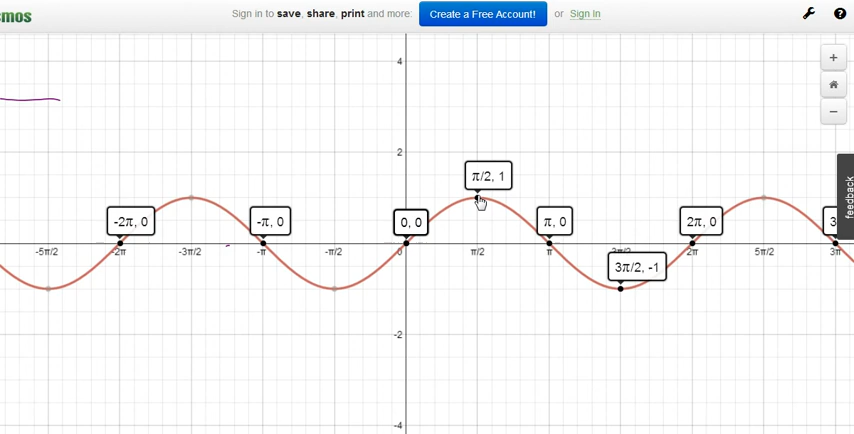 mos
Sign in to save, share, print and more: Create a Free Account! or Sign In
4
2
π/2, 1
-2π, 0
-π, 0
0, 0
π, 0
2π, 0
3
-5π/2
-2π
-3π/2
-π
-π/2
0
π/2
π
3π/2
2π
5π/2
3π
3π/2, -1
-2
-4
feedback